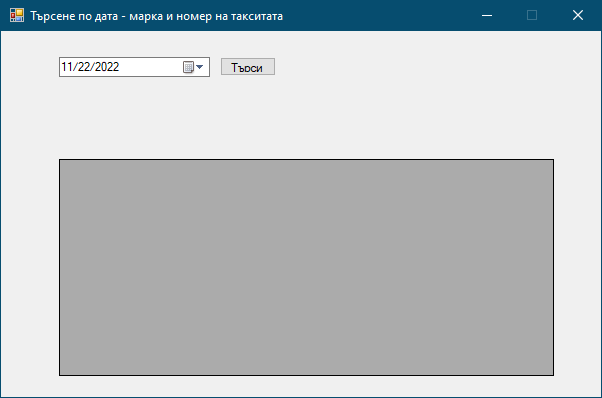 Търсене по дата - марка и номер на такситата
11/22/2022
Търси